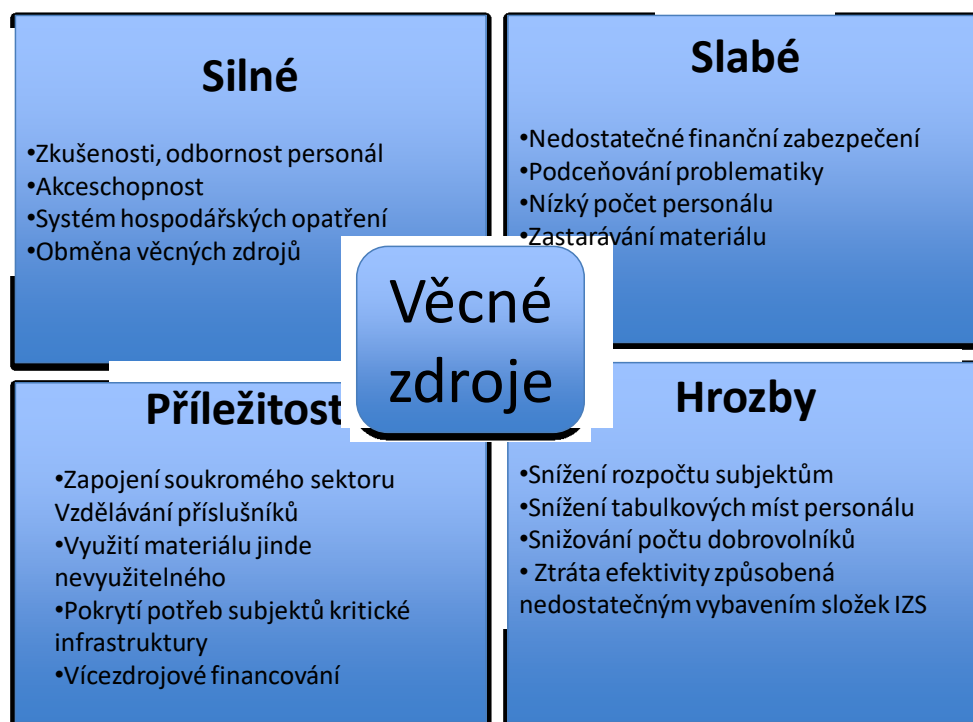 Silné
•Zkušenosti, odbornost personál
•Akceschopnost
•Systém hospodářských opatření
•Obměna věcných zdrojů
Slabé
•Nedostatečné finanční zabezpečení
•Podceňování problematiky
•Nízký počet personálu
•Zastarávání materiálu
Věcné
zdroje
Příležitost
•Zapojení soukromého sektoru
Vzdělávání příslušníků
•Využití materiálu jinde
nevyužitelného
•Pokrytí potřeb subjektů kritické
infrastruktury
•Vícezdrojové financování
Hrozby
•Snížení rozpočtu subjektům
•Snížení tabulkových míst personálu
•Snižování počtu dobrovolníků
• Ztráta efektivity způsobená
nedostatečným vybavením složek IZS